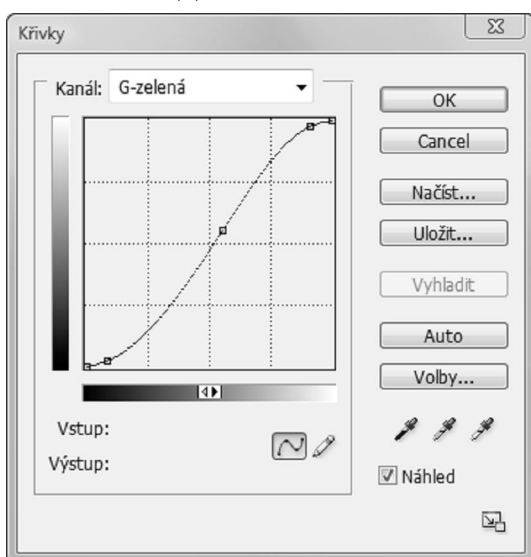 Křivky
Kanál: G-zelená
OK
Cancel
Načíst...
Uložit...
Vyhladit
Auto
Volby...
Vstup:
Výstup:
Náhled